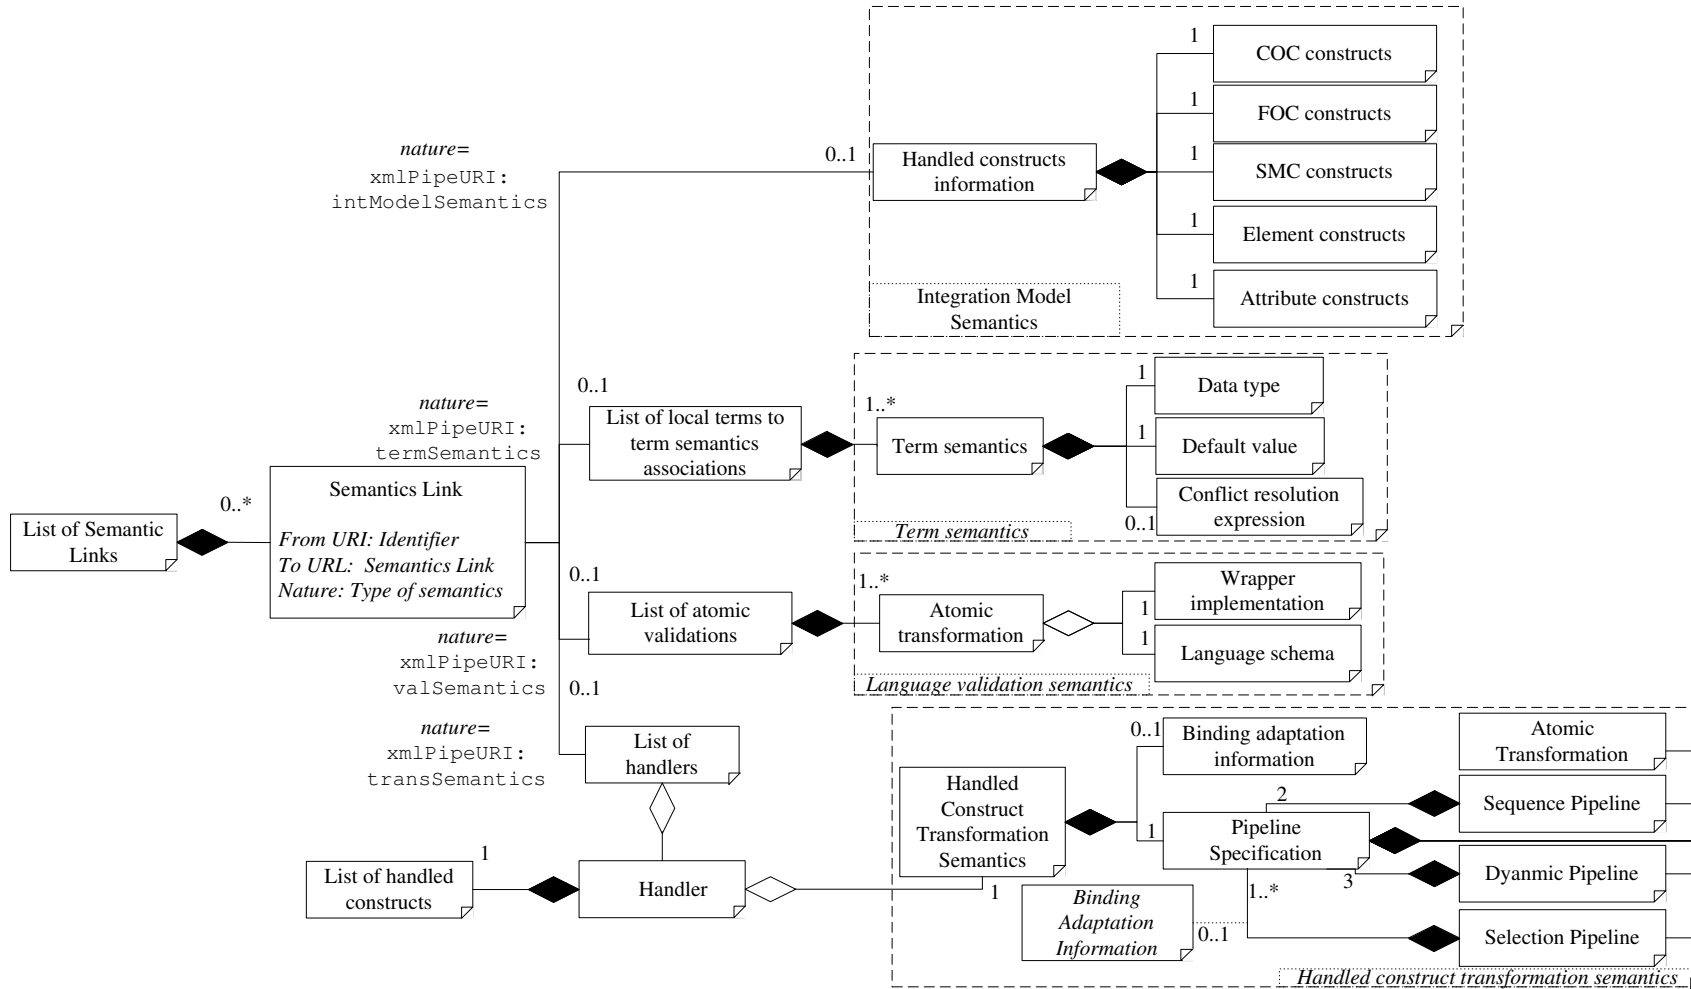 1
COC constructs
1
FOC constructs
nature=
xmlPipeURI:
intModelSemantics
0..1
Handled constructs
information
1
SMC constructs
1
Element constructs
1
Attribute constructs
Integration Model
Semantics
nature=
xmlPipeURI:
termSemantics
0..1
List of local terms to
term semantics
associations
1..*
Term semantics
1
Data type
1
Default value
0..1
Conflict resolution
expression
Term semantics
List of Semantic
Links
0..*
Semantics Link
From URI: Identifier
To URL:  Semantics Link
Nature: Type of semantics
0..1
List of atomic
validations
1..*
Atomic
transformation
1
Wrapper
implementation
1
Language schema
Language validation semantics
nature=
xmlPipeURI:
valSemantics
0..1
nature=
xmlPipeURI:
transSemantics
List of
handlers
1
List of handled
constructs
Handler
1
Handled
Construct
Transformation
Semantics
0..1
Binding adaptation
information
1
Pipeline
Specification
Atomic
Transformation
2
Sequence Pipeline
3
Dyanmic Pipeline
1..*
Selection Pipeline
Binding
Adaptation
Information
0..1
Handled construct transformation semantics